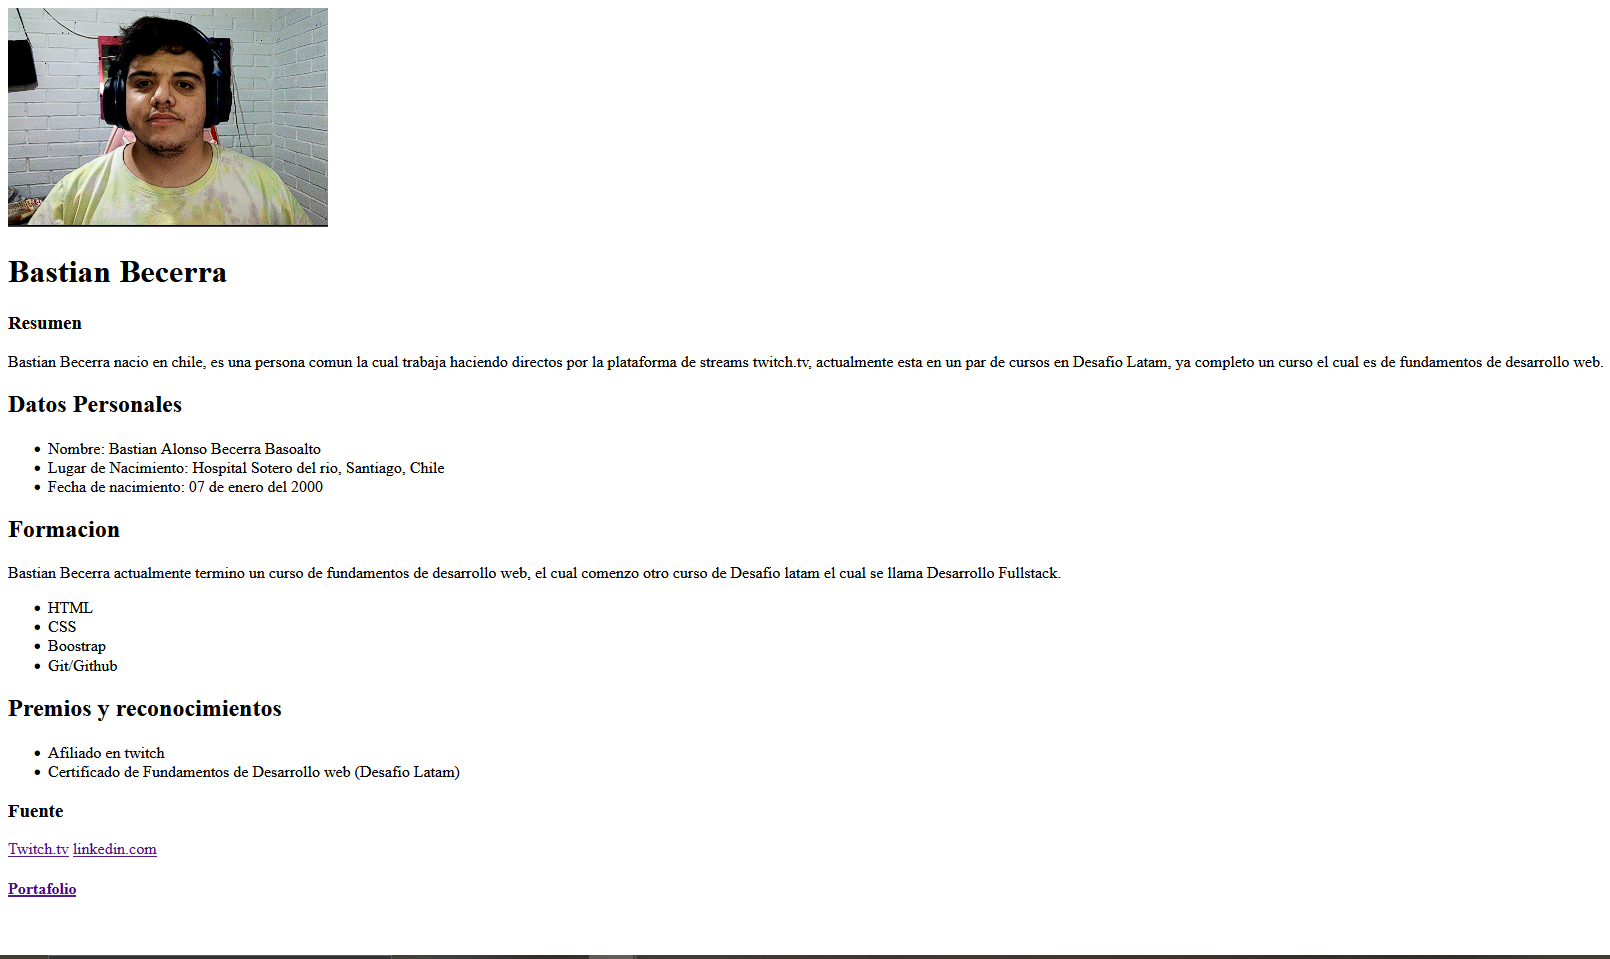 Bastian Becerra
Resumen
Bastian Becerra nacio en chile, es una persona comun la cual trabaja haciendo directos por la plataforma de streams twitch.tv, actualmente esta en un par de cursos en Desafio Latam, ya completo un curso el cual es de fundamentos de desarrollo web.
Datos Personales
• Nombre: Bastian Alonso Becerra Basoalto
• Lugar de Nacimiento: Hospital Sotero del rio, Santiago, Chile
• Fecha de nacimiento: 07 de enero del 2000
Formacion
Bastian Becerra actualmente termino un curso de fundamentos de desarrollo web, el cual comenzo otro curso de Desafio latam el cual se llama Desarrollo Fullstack.
• HTML
• CSS
• Boostrap
• Git/Github
Premios y reconocimientos
• Afiliado en twitch
• Certificado de Fundamentos de Desarrollo web (Desafio Latam)
Fuente
Twitch.tv linkedin.com
Portafolio